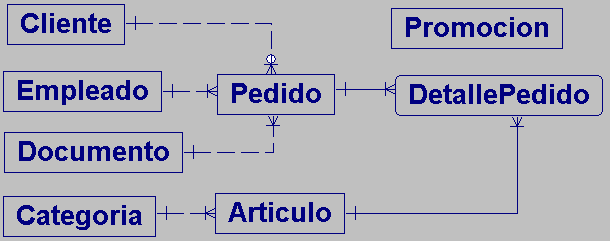 Cliente
Promocion
Empleado
Pedido
DetallePedido
Documento
Categoria
Articulo